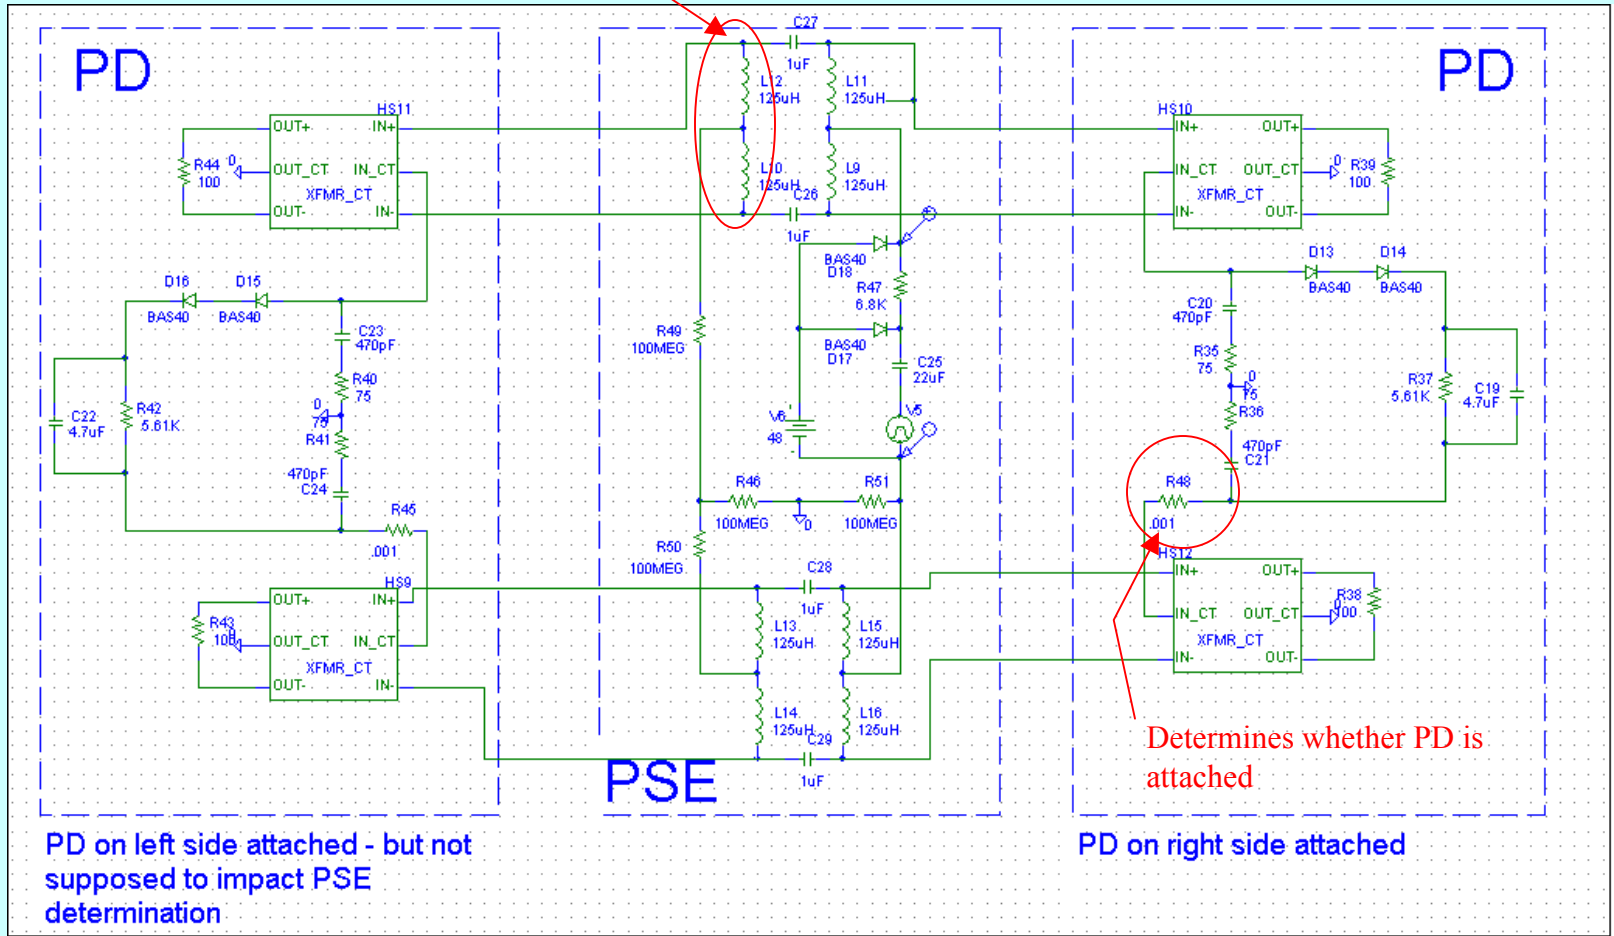 PD
PD
C27
1uF
L12
125uH
L11
125uH
HS11
OUT+ IN+
OUT_CT IN_CT
XFMR_CT
OUT- IN-
R44
100
0
L10
125uH
L9
125uH
C26
1uF
HS10
IN+ OUT+
IN_CT OUT_CT
XFMR_CT
IN- OUT-
0
R39
100
D16
BAS40
D15
BAS40
C23
470pF
R40
75
0
75
R41
470pF
C24
C22
4.7uF
R42
5.61K
R45
.001
BAS40
D18
R47
6.8K
BAS40
D17
C25
22uF
R49
100MEG
V6
48
V5
R46
100MEG
0
R51
100MEG
R50
100MEG
D13
BAS40
D14
BAS40
C20
470pF
R35
75
0
75
R36
470pF
C21
R37
5.61K
C19
4.7uF
R48
.001
HS9
OUT+ IN+
OUT_CT IN_CT
XFMR_CT
OUT- IN-
R43
100
C28
1uF
L13
125uH
L15
125uH
L14
125uH
L16
125uH
C29
1uF
HS12
IN+ OUT+
IN_CT OUT_CT
XFMR_CT
IN- OUT-
R38
100
Determines whether PD is
attached
PSE
PD on left side attached - but not
supposed to impact PSE
determination
PD on right side attached